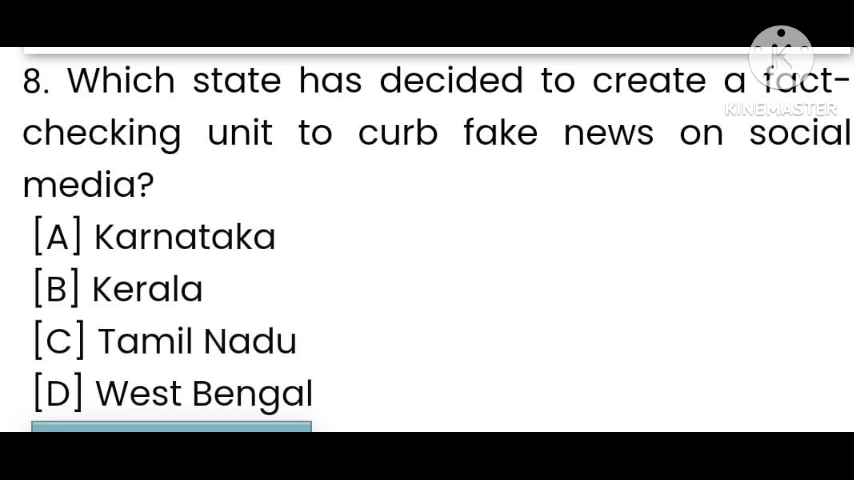 KINEMASTER
8. Which state has decided to create a fact-
checking unit to curb fake news on social
media?
[A] Karnataka
[B] Kerala
[C] Tamil Nadu
[D] West Bengal